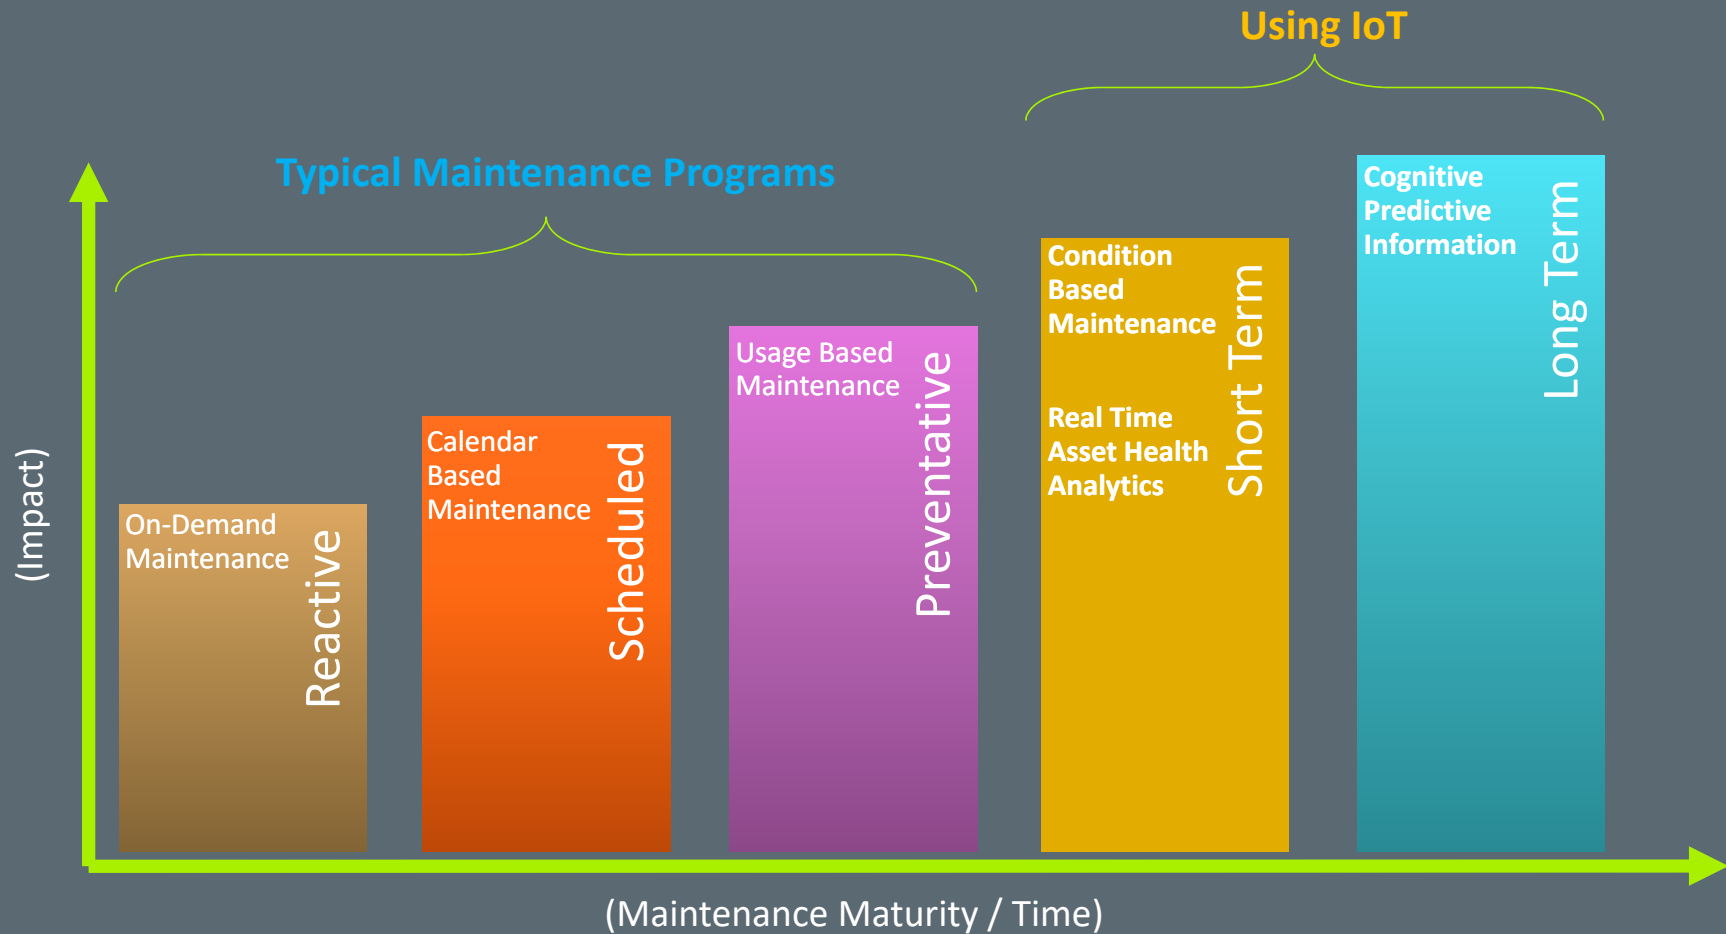 Using IoT
Typical Maintenance Programs
Cognitive
Predictive
Information
Long Term
Condition
Based
Maintenance
Real Time
Asset Health
Analytics
Short Term
Usage Based
Maintenance
Preventative
Calendar
Based
Maintenance
Scheduled
On-Demand
Maintenance
Reactive
(Impact)
(Maintenance Maturity / Time)